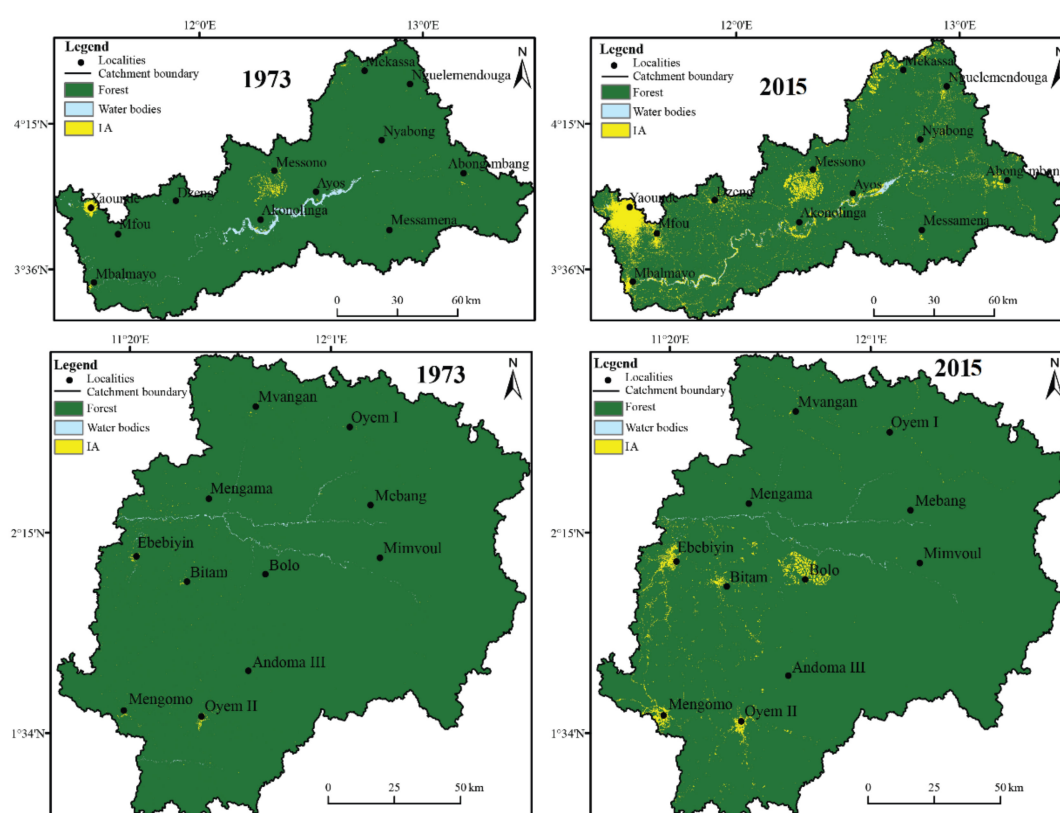 12°0'E 13°0'E
Legend
Localities
Catchment boundary
Forest
Water bodies
IA
1973
N
Mekassa
Nguelemendouga
4°15'N
Nyabong
Messono
Abong mbang
Ayos
Dzeng
Yaounde
Akonolinga
Mfou
Messamena
3°36'N
Mbalmayo
0 30 60 km
12°0'E 13°0'E
Legend
Localities
Catchment boundary
Forest
Water bodies
IA
2015
N
Mekassa
Nguelemendouga
4°15'N
Nyabong
Messono
Abong mbang
Ayos
Dzeng
Yaounde
Akonolinga
Mfou
Messamena
3°36'N
Mbalmayo
0 30 60 km
11°20'E 12°1'E
Legend
Localities
Catchment boundary
Forest
Water bodies
IA
1973
N
Mvangan
Oyem I
Mengama
Mebang
2°15'N
Ebebiyin
Mimvoul
Bitam
Bolo
Andoma III
Mengomo
Oyem II
1°34'N
0 25 50 km
11°20'E 12°1'E
Legend
Localities
Catchment boundary
Forest
Water bodies
IA
2015
N
Mvangan
Oyem I
Mengama
Mebang
2°15'N
Ebebiyin
Mimvoul
Bitam
Bolo
Andoma III
Mengomo
Oyem II
1°34'N
0 25 50 km